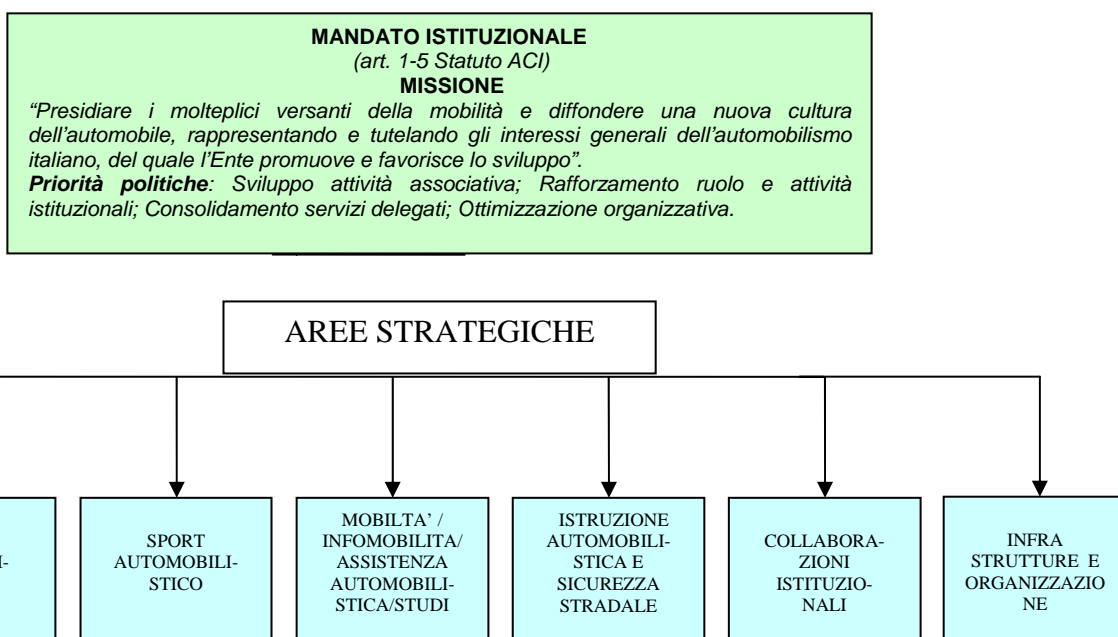 MANDATO ISTITUZIONALE
(art. 1-5 Statuto ACI)
MISSIONE
“Presidiare i molteplici versanti della mobilità e diffondere una nuova cultura
dell’automobile, rappresentando e tutelando gli interessi generali dell’automobilismo
italiano, del quale l’Ente promuove e favorisce lo sviluppo”.
Priorità politiche: Sviluppo attività associativa; Rafforzamento ruolo e attività
istituzionali; Consolidamento servizi delegati; Ottimizzazione organizzativa.
AREE STRATEGICHE
I-
SPORT
AUTOMOBILI-
STICO
MOBILTA’ /
INFOMOBILITA/
ASSISTENZA
AUTOMOBILI-
STICA/STUDI
ISTRUZIONE
AUTOMOBILI-
STICA E
SICUREZZA
STRADALE
COLLABORA-
ZIONI
ISTITUZIO-
NALI
INFRA
STRUTTURE E
ORGANIZZAZIO
NE